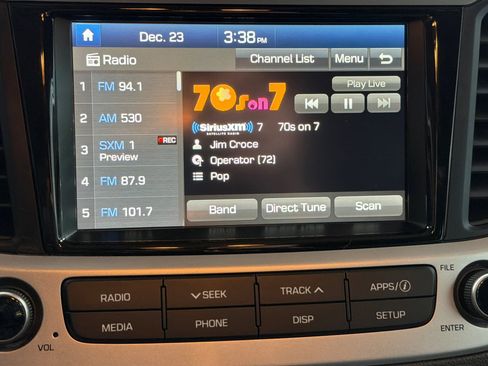 Dec. 23 3:38 PM
Radio Channel List Menu
1 FM 94.1
2 AM 530
3 SXM 1 REC
Preview
4 FM 87.9
5 FM 101.7
Play Live
70s on 7
((SiriusXM)) 7 70s on 7
SATELLITE RADIO
Jim Croce
Operator (72)
Pop
Band Direct Tune Scan
RADIO SEEK TRACK APPS/i
MEDIA PHONE DISP SETUP
VOL
FILE
ENTER